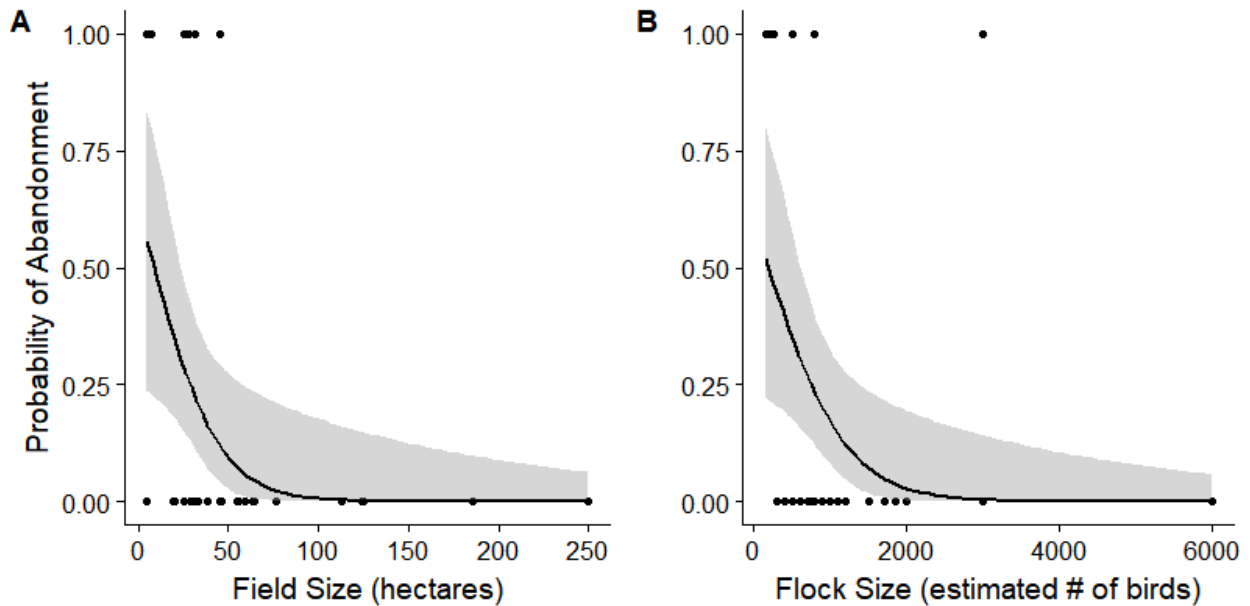 A
B
Probability of Abandonment
1.00
0.75
0.50
0.25
0.00
0 50 100 150 200 250
Field Size (hectares)
1.00
0.75
0.50
0.25
0.00
0 2000 4000 6000
Flock Size (estimated # of birds)